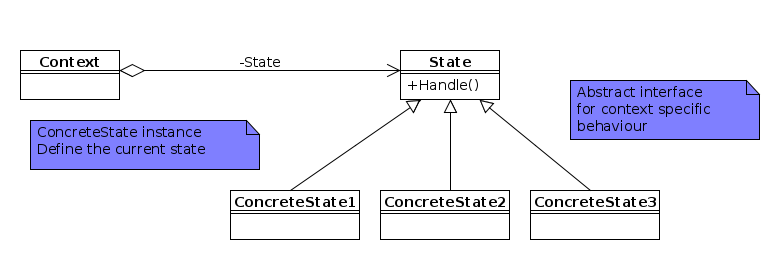 Context
-State
State
+Handle()
Abstract interface
for context specific
behaviour
ConcreteState instance
Define the current state
ConcreteState1
ConcreteState2
ConcreteState3